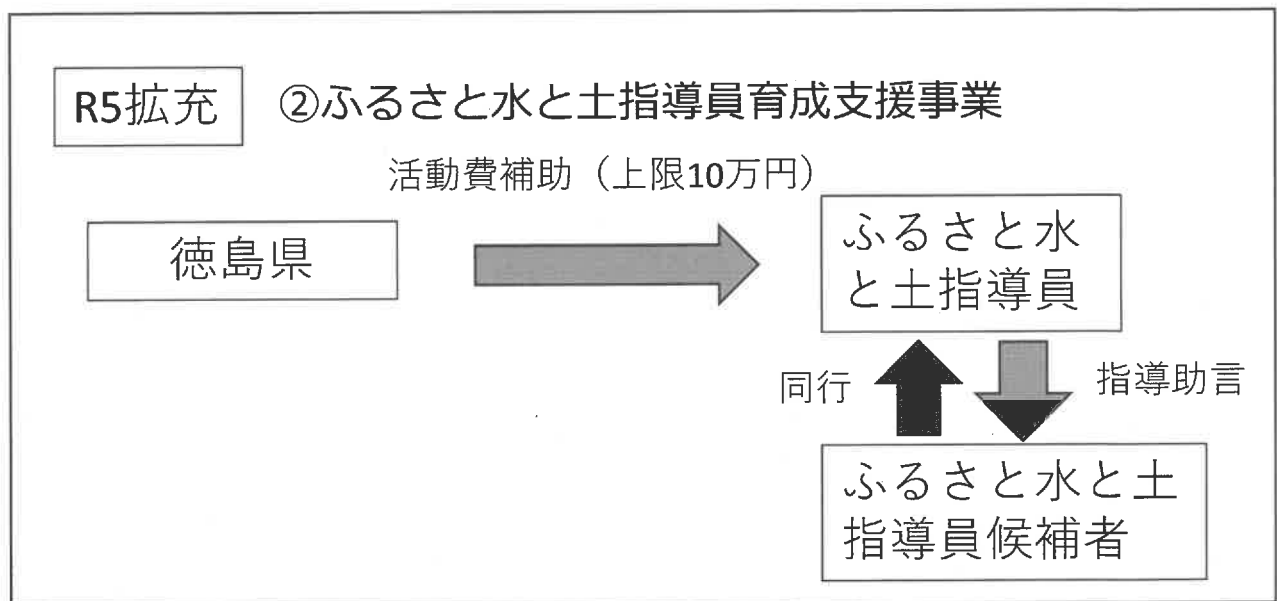 R5拡充 ②ふるさと水と土指導員育成支援事業
活動費補助（上限10万円）
徳島県
ふるさと水
と土指導員
同行
指導助言
ふるさと水と土
指導員候補者